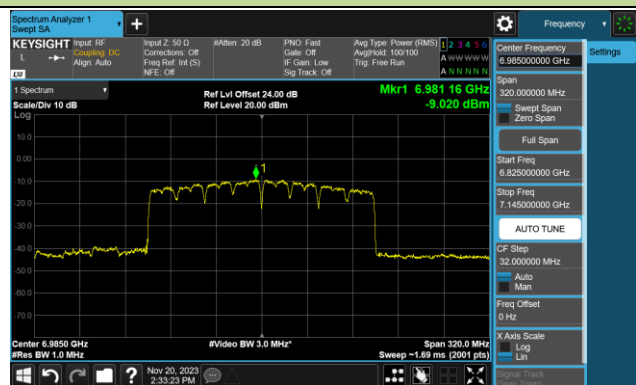 Spectrum Analyzer 1
Swept SA
Frequency
KEYSIGHT
L
Input: RF
Coupling: DC
Align: Auto
Input Z: 50 Ω
Corrections: Off
Freq Ref: Int (S)
NFE: Off
#Atten: 20 dB
PNO: Fast
Gate: Off
IF Gain: Low
Sig Track: Off
Avg Type: Power (RMS)
Avg|Hold: 100/100
Trig: Free Run
1 2 3 4 5 6
A W W W W W
A N N N N N
LXI
1 Spectrum
Scale/Div 10 dB
Log
Ref Lvl Offset 24.00 dB
Ref Level 20.00 dBm
Mkr1 6.981 16 GHz
-9.020 dBm
1
10.0
0.00
-10.0
-20.0
-30.0
-40.0
-50.0
-60.0
-70.0
Center 6.9850 GHz
#Res BW 1.0 MHz
#Video BW 3.0 MHz*
Span 320.0 MHz
Sweep ~1.69 ms (2001 pts)
Center Frequency
6.985000000 GHz
Settings
Span
320.000000 MHz
Swept Span
Zero Span
Full Span
Start Freq
6.825000000 GHz
Stop Freq
7.145000000 GHz
AUTO TUNE
CF Step
32.000000 MHz
Auto
Man
Freq Offset
0 Hz
X Axis Scale
Log
Lin
Signal Track
(Span Zoom)
?
Nov 20, 2023
2:33:23 PM